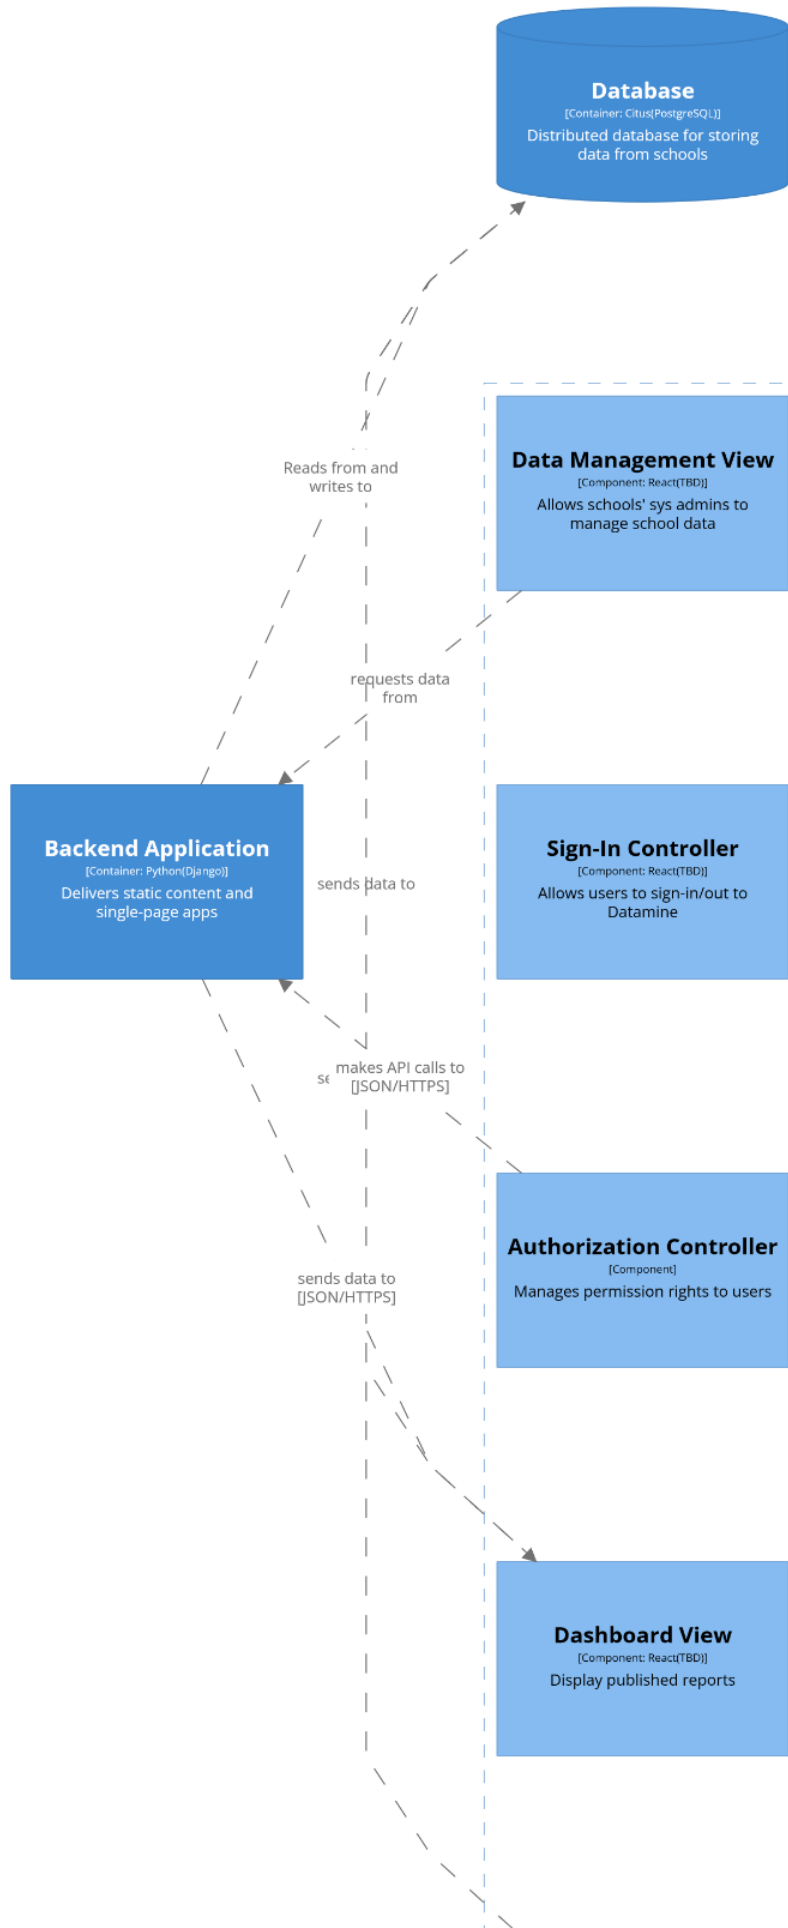 Database
[Container: Citus(PostgreSQL)]
Distributed database for storing
data from schools
Data Management View
[Component: React(TBD)]
Allows schools' sys admins to
manage school data
Reads from and
writes to
requests data
from
Backend Application
[Container: Python(Django)]
Delivers static content and
single-page apps
sends data to
Sign-In Controller
[Component: React(TBD)]
Allows users to sign-in/out to
Datamine
makes API calls to
[JSON/HTTPS]
Authorization Controller
[Component]
Manages permission rights to users
sends data to
[JSON/HTTPS]
Dashboard View
[Component: React(TBD)]
Display published reports